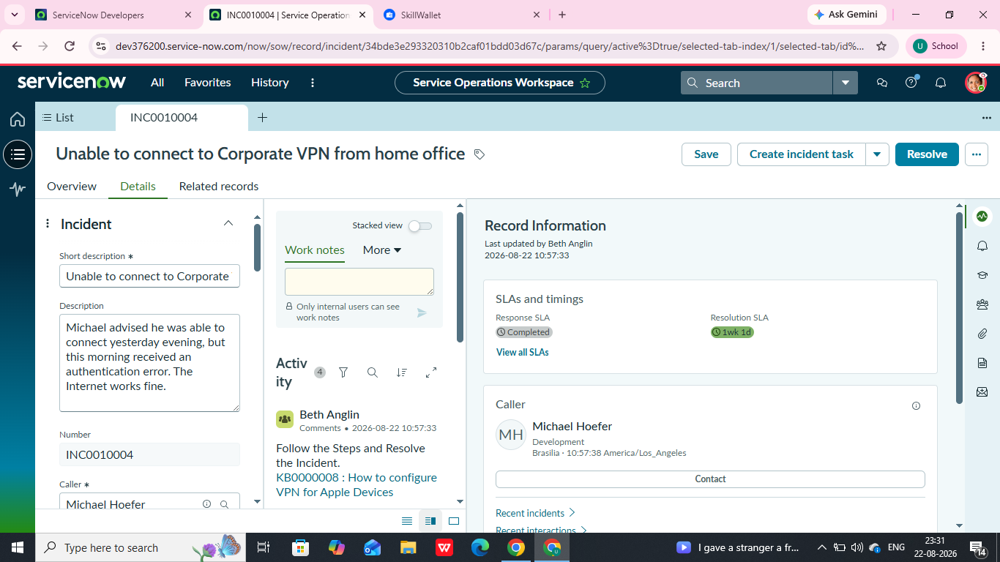 ServiceNow Developers
INC0010004 | Service Operation
SkillWallet
Ask Gemini
dev376200.service-now.com/now/sow/record/incident/34bde3e293320310b2caf01bdd03d67c/params/query/active%3Dtrue/selected-tab-index/1/selected-tab/id%...
U School
servicenow
All
Favorites
History
Service Operations Workspace
Search
List
INC0010004
Unable to connect to Corporate VPN from home office
Save
Create incident task
Resolve
Overview
Details
Related records
Incident
Short description *
Unable to connect to Corporate
Description
Michael advised he was able to
connect yesterday evening, but
this morning received an
authentication error. The
Internet works fine.
Number
INC0010004
Caller *
Michael Hoefer
Stacked view
Work notes
More
Only internal users can see
work notes
Activ
ity
4
Beth Anglin
Comments • 2026-08-22 10:57:33
Follow the Steps and Resolve
the Incident.
KB0000008 : How to configure
VPN for Apple Devices
Record Information
Last updated by Beth Anglin
2026-08-22 10:57:33
SLAs and timings
Response SLA
Completed
Resolution SLA
1wk 1d
View all SLAs
Caller
MH
Michael Hoefer
Development
Brasilia · 10:57:38 America/Los_Angeles
Contact
Recent incidents
Recent interactions
Type here to search
W
U
I gave a stranger a fr...
ENG
23:31
22-08-2026
14